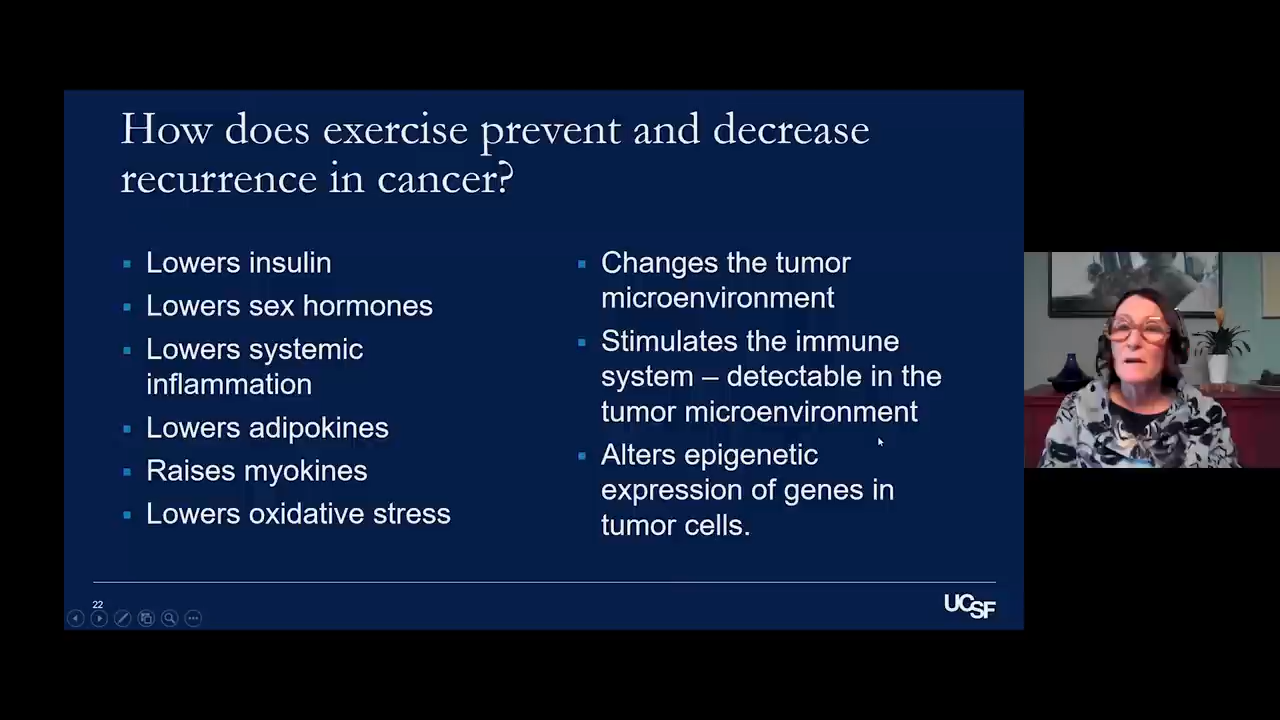 How does exercise prevent and decrease
recurrence in cancer?
Lowers insulin
Lowers sex hormones
Lowers systemic
inflammation
Lowers adipokines
Raises myokines
Lowers oxidative stress
Changes the tumor
microenvironment
Stimulates the immune
system – detectable in the
tumor microenvironment
Alters epigenetic
expression of genes in
tumor cells.
22
UCSF